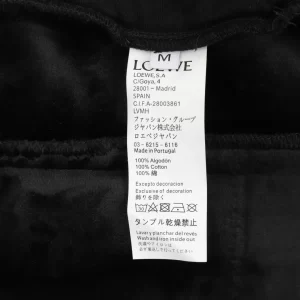 M
LOEWE
LOEWE, S.A
C/Goya, 4
28001 - Madrid
SPAIN
C.I.F.A-28003861
LVMH
ファッション・グループ
ジャパン株式会社
ロエベジャパン
03-6215-6116
Made in Portugal
100% Algodón
100% Cotton
100% 綿
Excepto decoracion
Exclusive of decoration
飾りを除く
タンブル乾燥禁止
Lavar y planchar del revés
Wash and iron inside out